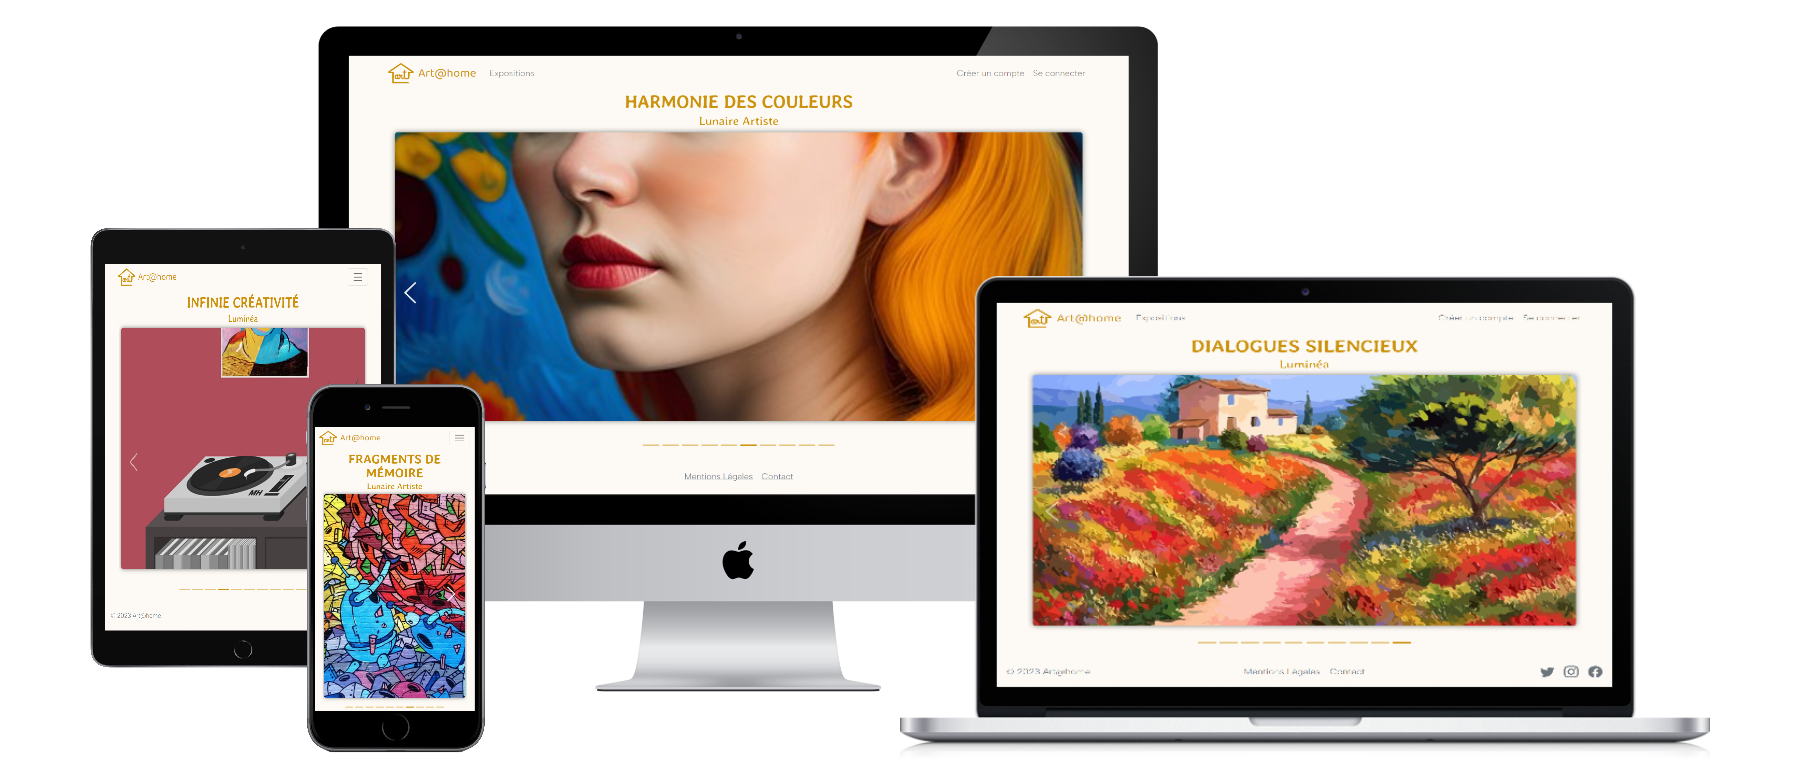 Art@home Expositions Créer un compte Se connecter
HARMONIE DES COULEURS
Lunaire Artiste
Mentions Légales Contact
Art@home
INFINIE CRÉATIVITÉ
Luminéa
MH
© 2023 Art@home
Art@home
FRAGMENTS DE
MÉMOIRE
Lunaire Artiste
Art@home Expositions Créer un compte Se connecter
DIALOGUES SILENCIEUX
Luminéa
© 2023 Art@home Mentions Légales Contact